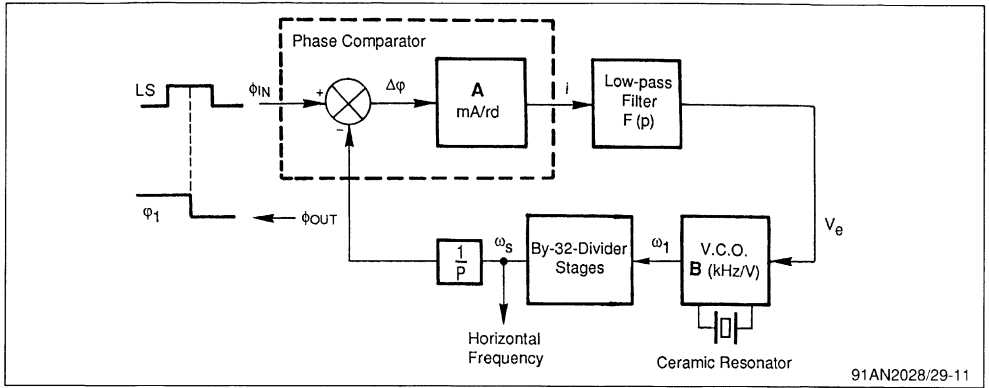 Phase Comparator
LS
ϕIN
+
Δφ
A
mA/rd
i
Low-pass
Filter
F (p)
−
φ1
ϕOUT
1
P
ωs
By-32-Divider
Stages
ω1
V.C.O.
B (kHz/V)
Ve
Horizontal
Frequency
Ceramic Resonator
91AN2028/29-11